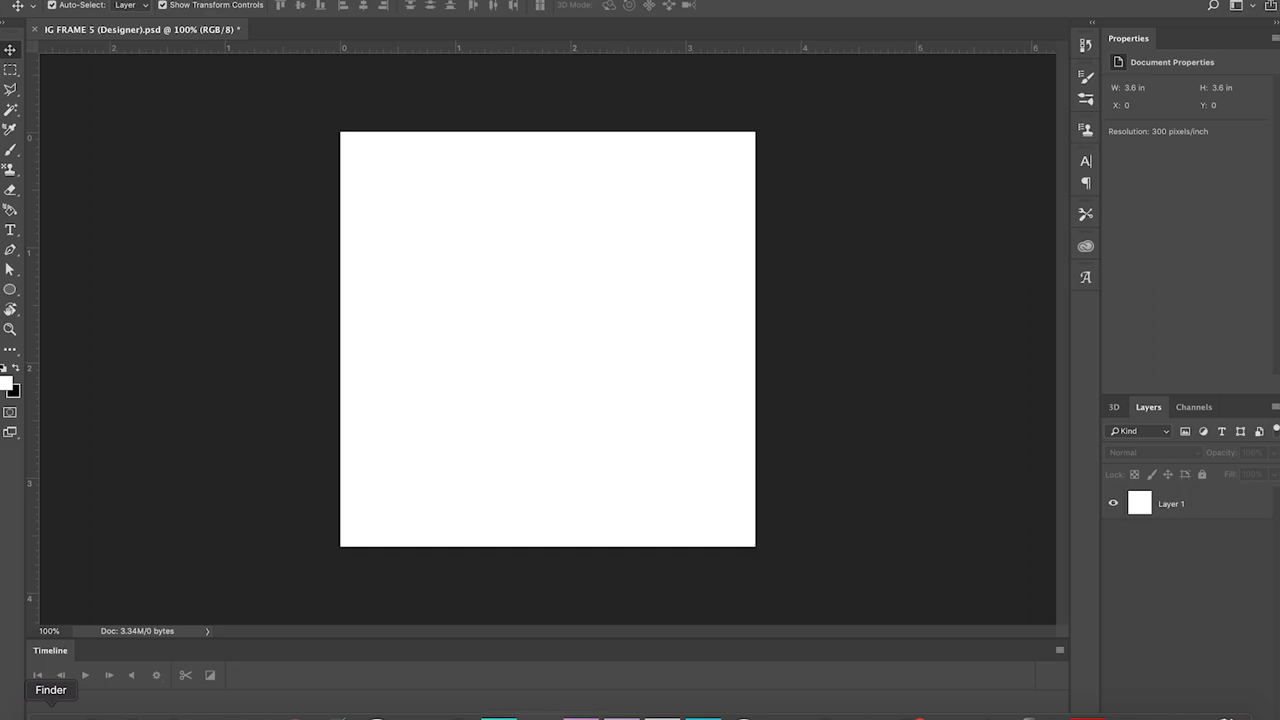 Auto-Select: Layer Show Transform Controls 3D Mode:
IG FRAME 5 (Designer).psd @ 100% (RGB/8) *
2 1 0 1 2 3 4 5 6
0
1
2
3
4
Properties
Document Properties
W: 3.6 in H: 3.6 in
X: 0 Y: 0
Resolution: 300 pixels/inch
3D Layers Channels
Kind
Normal Opacity: 100%
Lock: Fill: 100%
Layer 1
100% Doc: 3.34M/0 bytes
Timeline
Finder